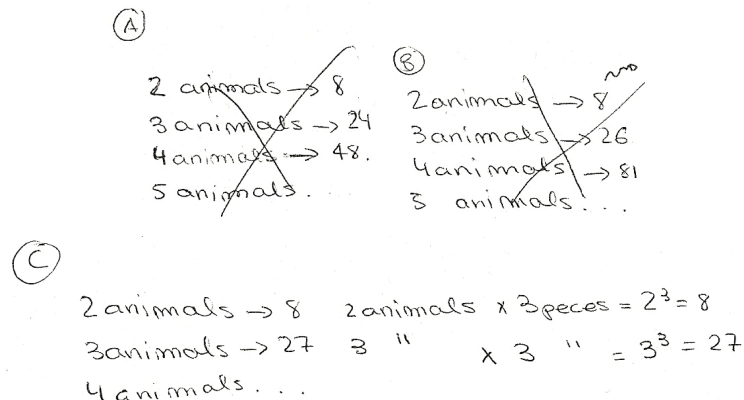 A
2 animals → 8
3 animals → 24
4 animals → 48.
5 animals. . . .
B
no
2 animals → 8
3 animals → 26
4 animals → 81
5 animals. . .
C
2 animals → 8 2 animals x 3 peces = 2³ = 8
3 animals → 27 3 " x 3 " = 3³ = 27
4 animals. . .